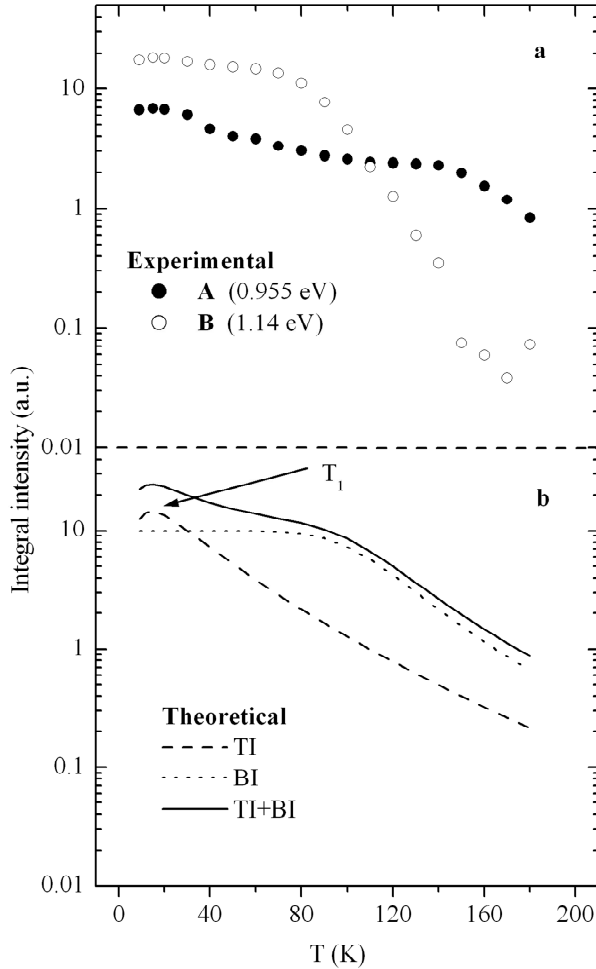 a
10
1
Experimental
A (0.955 eV)
B (1.14 eV)
0.1
0.01
Integral intensity (a.u.)
T1
b
10
1
Theoretical
TI
BI
TI+BI
0.1
0.01
0 40 80 120 160 200
T (K)